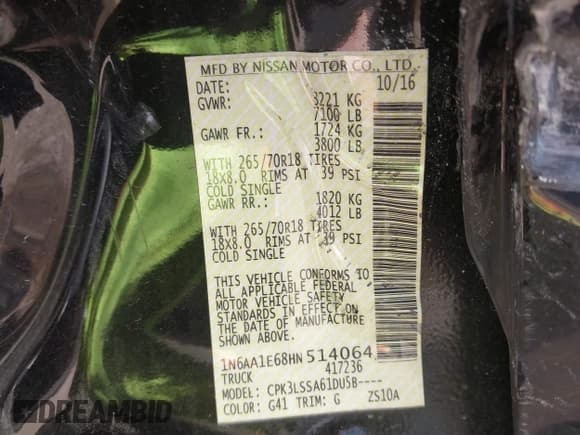 MFD BY NISSAN MOTOR CO., LTD.
DATE: 10/16
GVWR: 3221 KG
7100 LB
GAWR FR.: 1724 KG
3800 LB
WITH 265/70R18 TIRES
18X8.0 RIMS AT 39 PSI
COLD SINGLE
GAWR RR.: 1820 KG
4012 LB
WITH 265/70R18 TIRES
18X8.0 RIMS AT 39 PSI
COLD SINGLE
THIS VEHICLE CONFORMS TO
ALL APPLICABLE FEDERAL
MOTOR VEHICLE SAFETY
STANDARDS IN EFFECT ON
THE DATE OF MANUFACTURE
SHOWN ABOVE.
1N6AA1E68HN514064
TRUCK 417236
MODEL: CPK3LSSA61DU5B----
COLOR: G41 TRIM: G ZS10A
DREAMBID